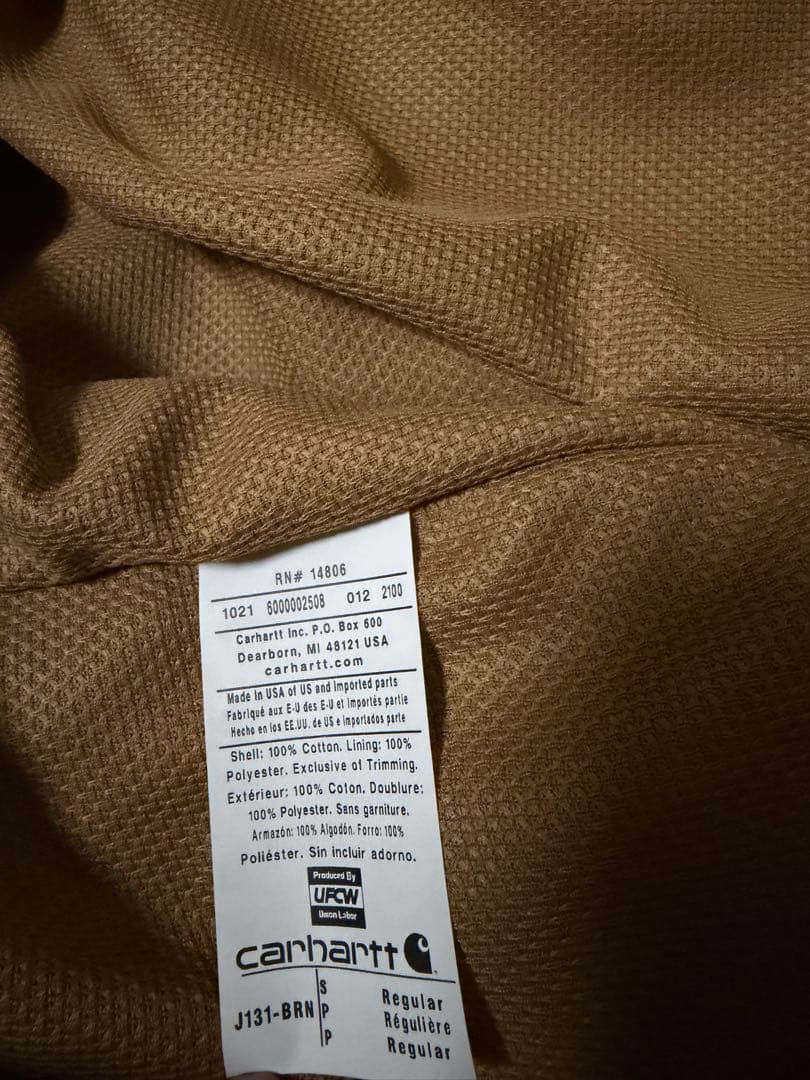 RN# 14806
1021 6000002508 012 2100
Carhartt Inc. P.O. Box 600
Dearborn, MI 48121 USA
carhartt.com
Made in USA of US and Imported parts
Fabriqué aux E-U des E-U et importés partie
Hecho en los EE.UU. de US e importados parte
Shell: 100% Cotton. Lining: 100%
Polyester. Exclusive of Trimming.
Extérieur: 100% Coton, Doublure:
100% Polyester. Sans garniture.
Armazón: 100% Algodón. Forro: 100%
Poliéster. Sin incluir adorno.
Produced By
UFCW
Union Labor
carhartt
S Regular
J131-BRN P Régulière
P Regular